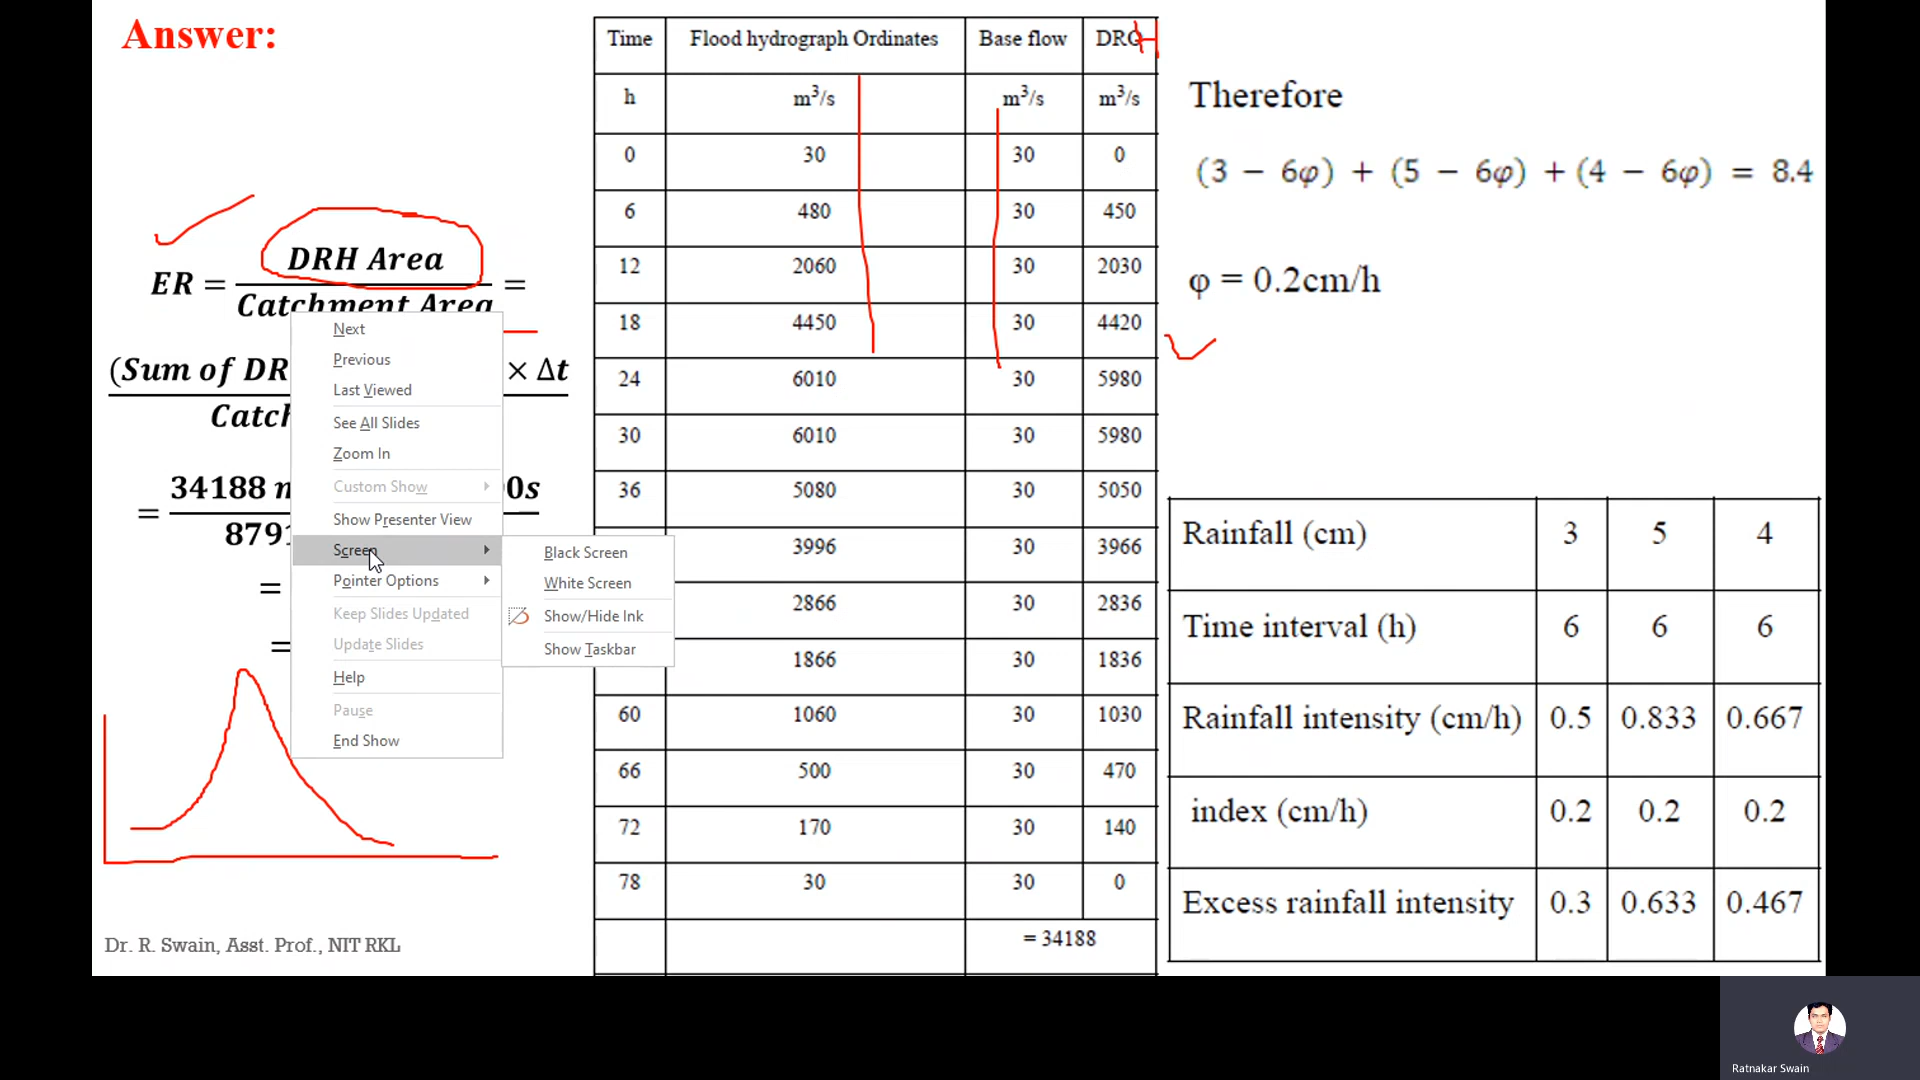 Answer:
ER = DRH Area / Catchment Area =
(Sum of DR × Δt
Catch
= 34188 0s
8791
=
=
Dr. R. Swain, Asst. Prof., NIT RKL
Next
Previous
Last Viewed
See All Slides
Zoom In
Custom Show
Show Presenter View
Screen
Pointer Options
Keep Slides Updated
Update Slides
Help
Pause
End Show
Black Screen
White Screen
Show/Hide Ink
Show Taskbar
Time Flood hydrograph Ordinates Base flow DRH
h m³/s m³/s m³/s
0 30 30 0
6 480 30 450
12 2060 30 2030
18 4450 30 4420
24 6010 30 5980
30 6010 30 5980
36 5080 30 5050
3996 30 3966
2866 30 2836
1866 30 1836
60 1060 30 1030
66 500 30 470
72 170 30 140
78 30 30 0
= 34188
Therefore
(3 − 6φ) + (5 − 6φ) + (4 − 6φ) = 8.4
φ = 0.2cm/h
Rainfall (cm) 3 5 4
Time interval (h) 6 6 6
Rainfall intensity (cm/h) 0.5 0.833 0.667
index (cm/h) 0.2 0.2 0.2
Excess rainfall intensity 0.3 0.633 0.467
Ratnakar Swain